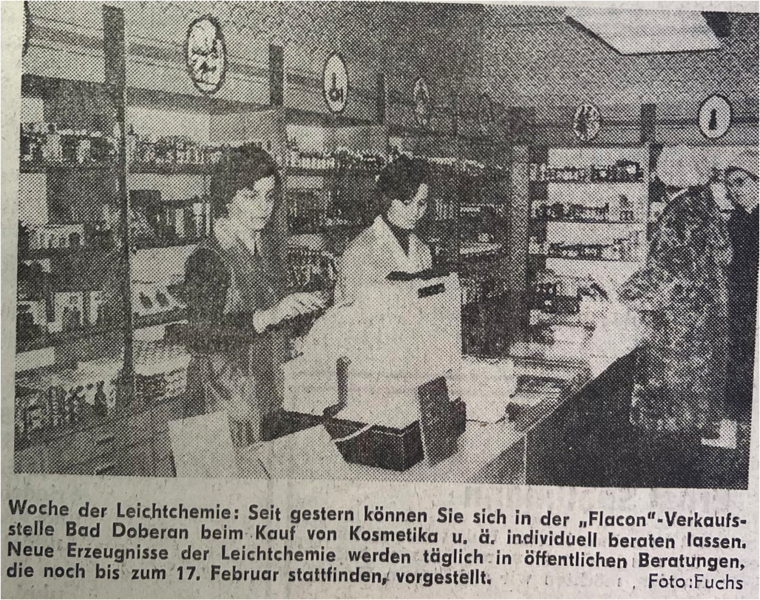 Woche der Leichtchemie: Seit gestern können Sie sich in der „Flacon“-Verkaufs-
stelle Bad Doberan beim Kauf von Kosmetika u. ä. individuell beraten lassen.
Neue Erzeugnisse der Leichtchemie werden täglich in öffentlichen Beratungen,
die noch bis zum 17. Februar stattfinden, vorgestellt.
Foto: Fuchs